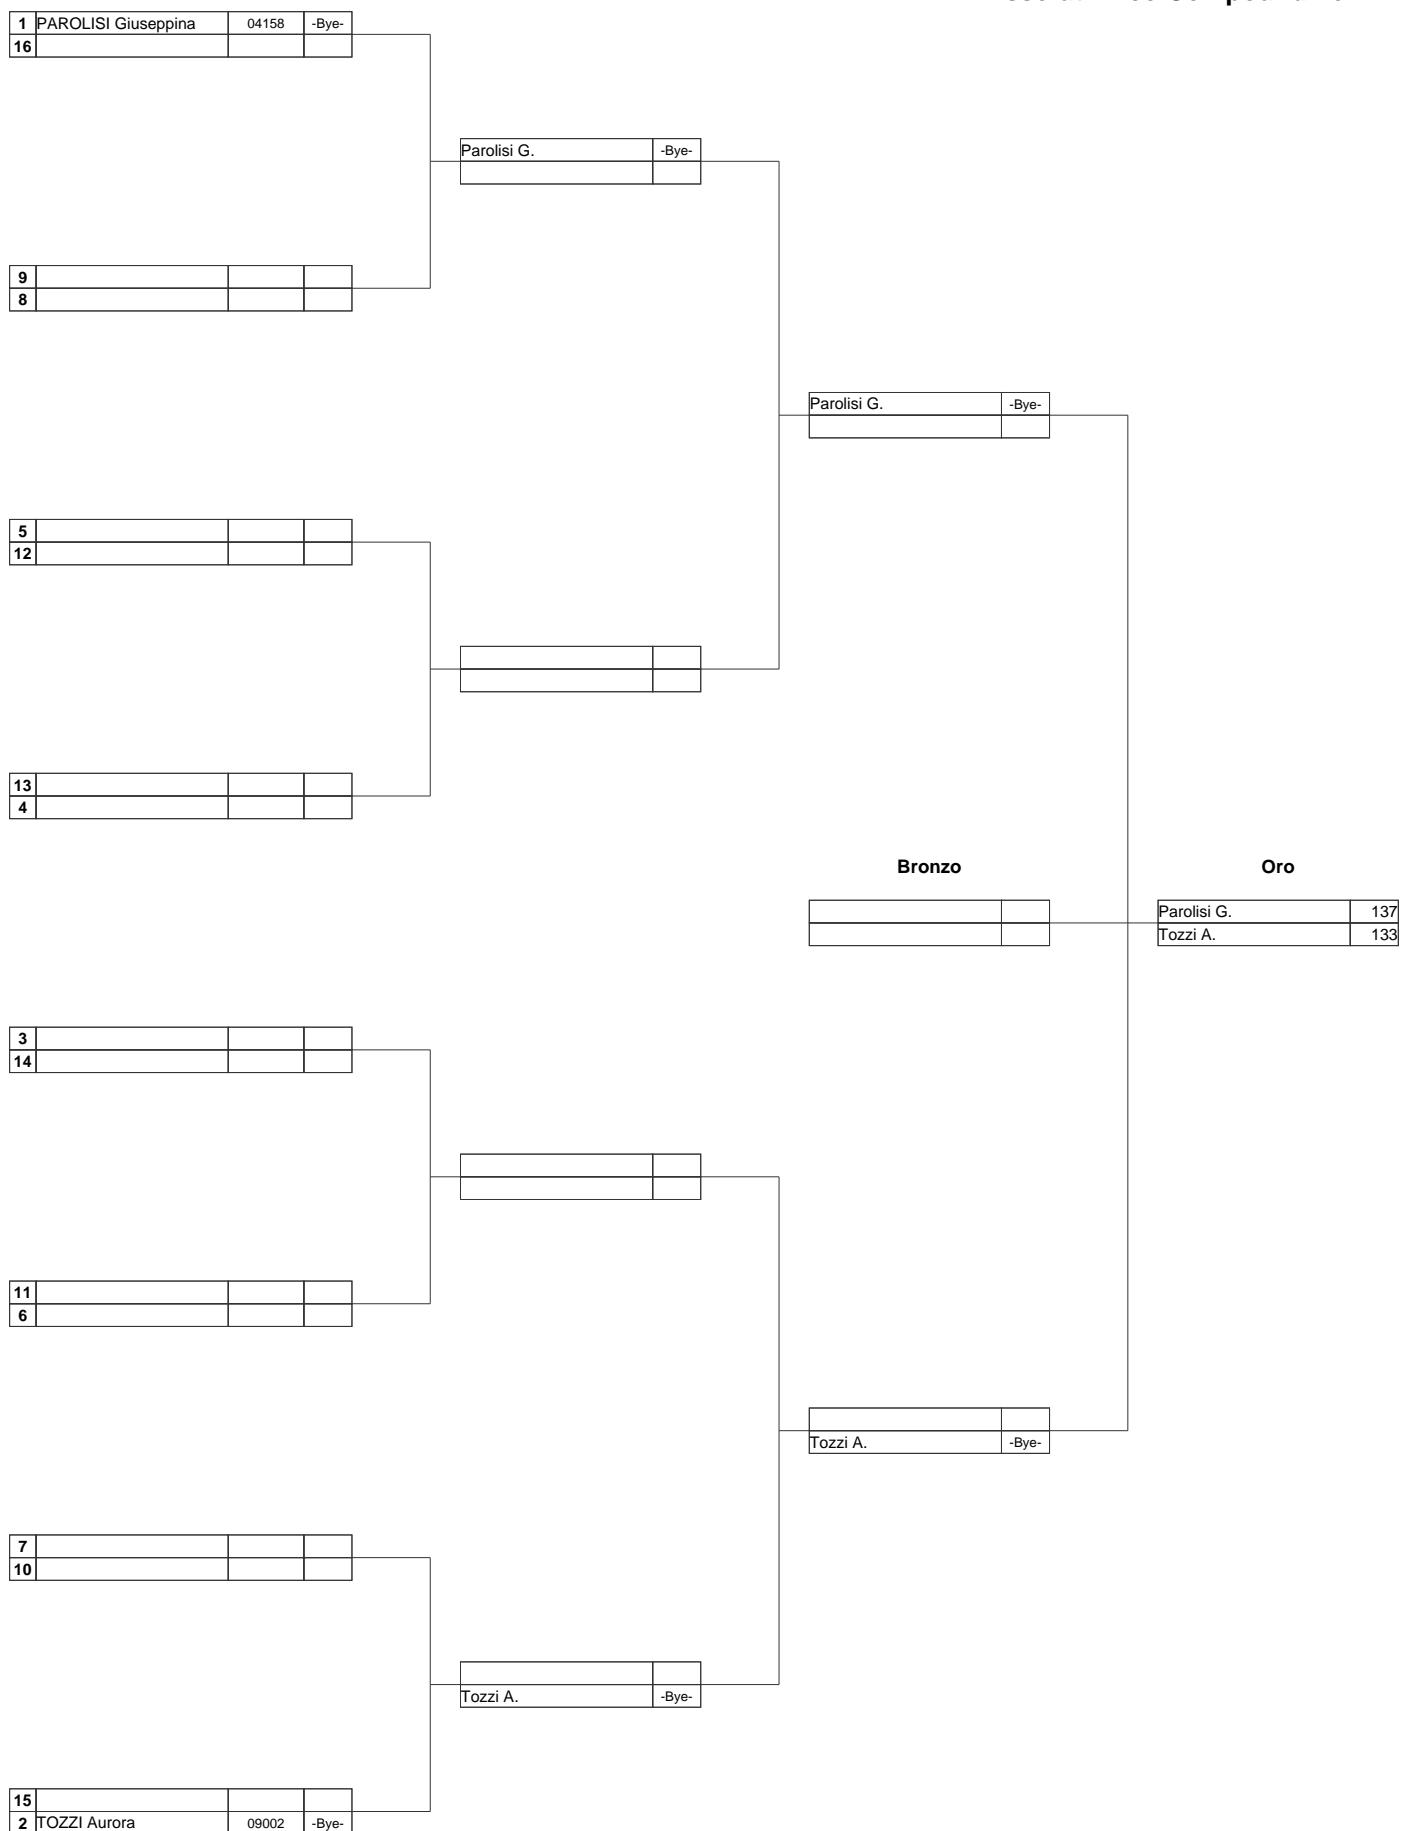 1 PAROLISI Giuseppina 04158 -Bye-
16
Parolisi G. -Bye-
9
8
Parolisi G. -Bye-
5
12
13
4
Bronzo Oro
Parolisi G. 137
Tozzi A. 133
3
14
11
6
Tozzi A. -Bye-
7
10
Tozzi A. -Bye-
15
2 TOZZI Aurora 09002 -Bye-